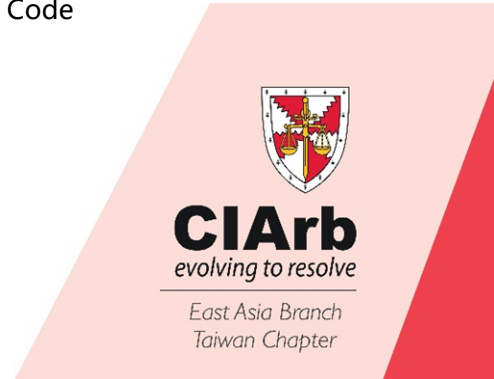 Code
CIArb
evolving to resolve
East Asia Branch
Taiwan Chapter